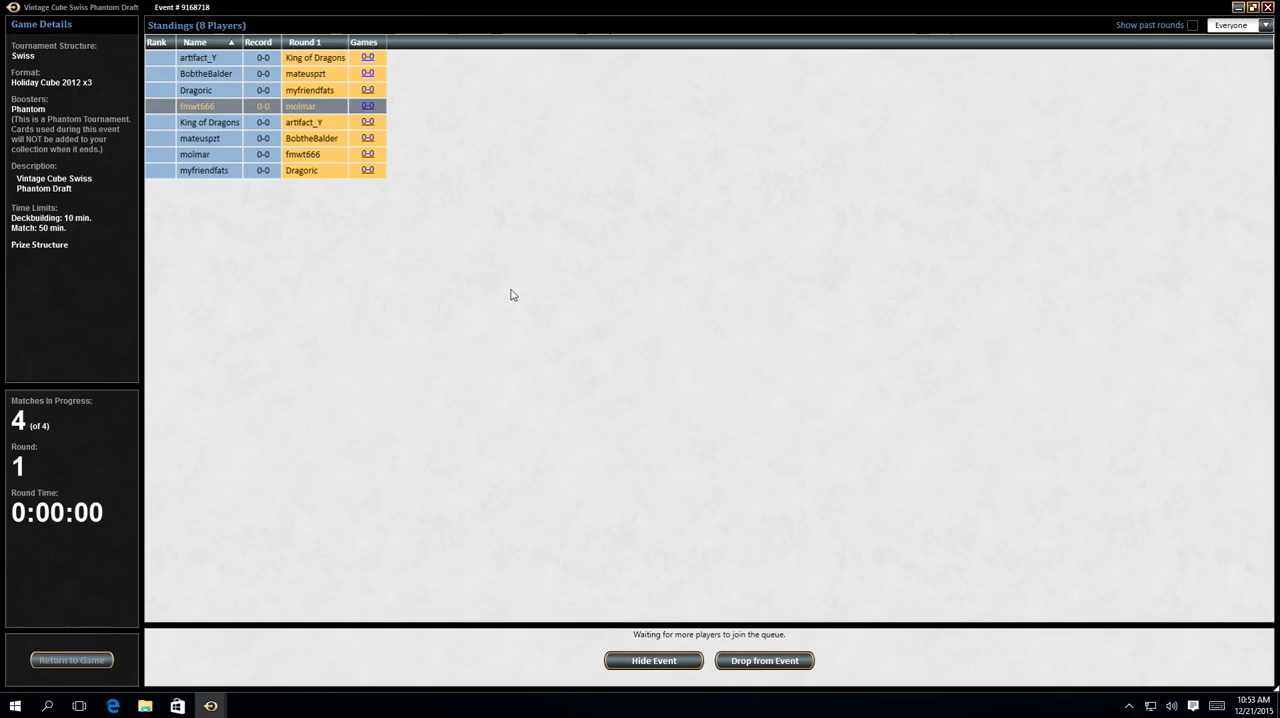 Vintage Cube Swiss Phantom Draft Event # 9168718
Game Details
Tournament Structure:
Swiss
Format:
Holiday Cube 2012 x3
Boosters:
Phantom
(This is a Phantom Tournament.
Cards used during this event
will NOT be added to your
collection when it ends.)
Description:
Vintage Cube Swiss
Phantom Draft
Time Limits:
Deckbuilding: 10 min.
Match: 50 min.
Prize Structure
Matches In Progress:
4 (of 4)
Round:
1
Round Time:
0:00:00
Return to Game
Standings (8 Players)
Show past rounds Everyone
Rank Name Record Round 1 Games
artifact_Y 0-0 King of Dragons 0-0
BobtheBalder 0-0 mateuspzt 0-0
Dragoric 0-0 myfriendfats 0-0
fmwt666 0-0 molmar 0-0
King of Dragons 0-0 artifact_Y 0-0
mateuspzt 0-0 BobtheBalder 0-0
molmar 0-0 fmwt666 0-0
myfriendfats 0-0 Dragoric 0-0
Waiting for more players to join the queue.
Hide Event Drop from Event
10:53 AM
12/21/2015